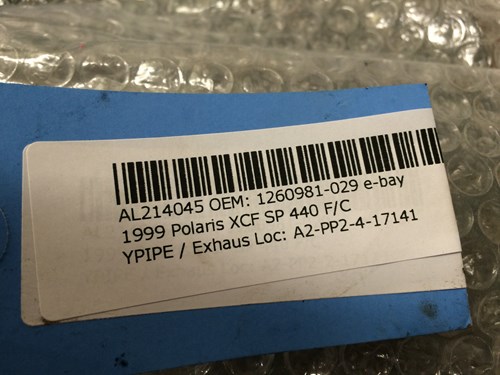 AL214045 OEM: 1260981-029 e-bay
1999 Polaris XCF SP 440 F/C
YPIPE / Exhaus Loc: A2-PP2-4-17141